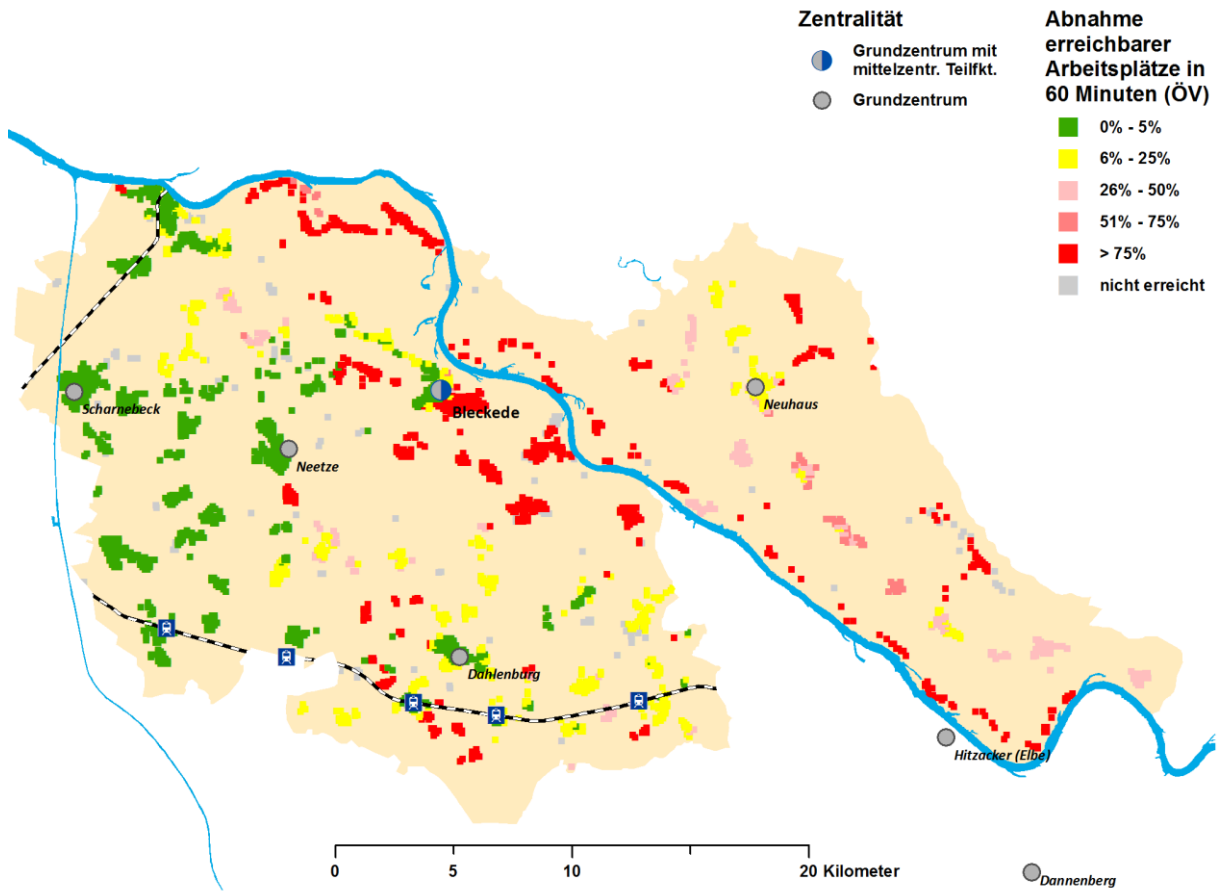 Zentralität
Grundzentrum mit
mittelzentr. Teilfkt.
Grundzentrum
Abnahme
erreichbarer
Arbeitsplätze in
60 Minuten (ÖV)
0% - 5%
6% - 25%
26% - 50%
51% - 75%
> 75%
nicht erreicht
Scharnebeck
Bleckede
Neuhaus
Neetze
Dahlenburg
Hitzacker (Elbe)
0 5 10 20 Kilometer
Dannenberg